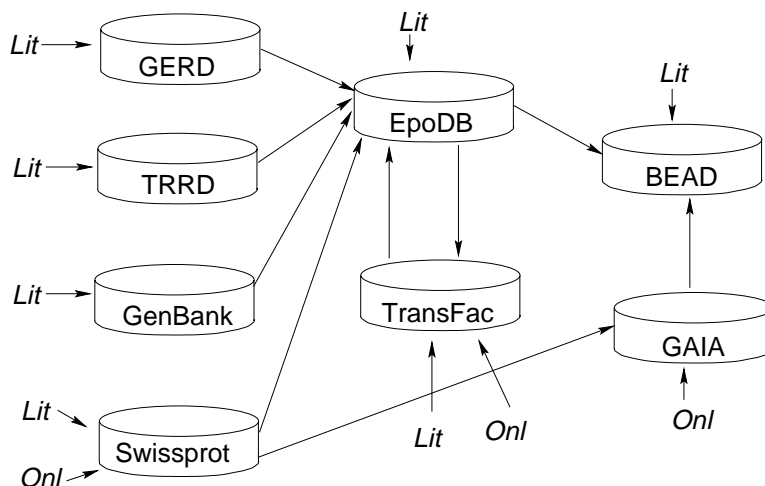 Lit
GERD
Lit
EpoDB
Lit
BEAD
Lit
TRRD
Lit
GenBank
TransFac
GAIA
Lit
Onl
Swissprot
Lit
Onl
Onl